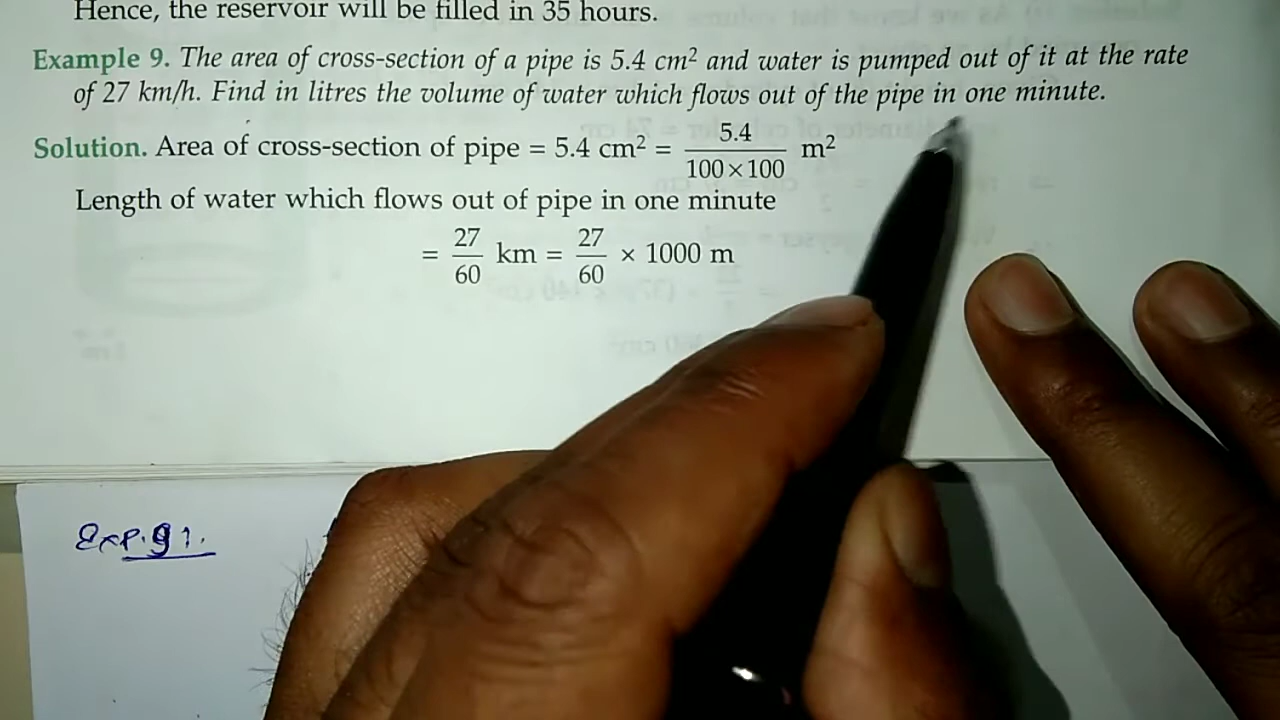 Hence, the reservoir will be filled in 35 hours.
Example 9. The area of cross-section of a pipe is 5.4 cm² and water is pumped out of it at the rate
of 27 km/h. Find in litres the volume of water which flows out of the pipe in one minute.
Solution. Area of cross-section of pipe = 5.4 cm² = 5.4/(100×100) m²
Length of water which flows out of pipe in one minute
= 27/60 km = 27/60 × 1000 m
Exp.9).